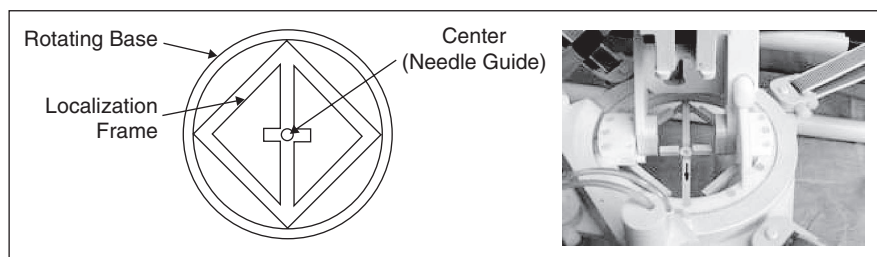 Rotating Base
Center
(Needle Guide)
Localization
Frame